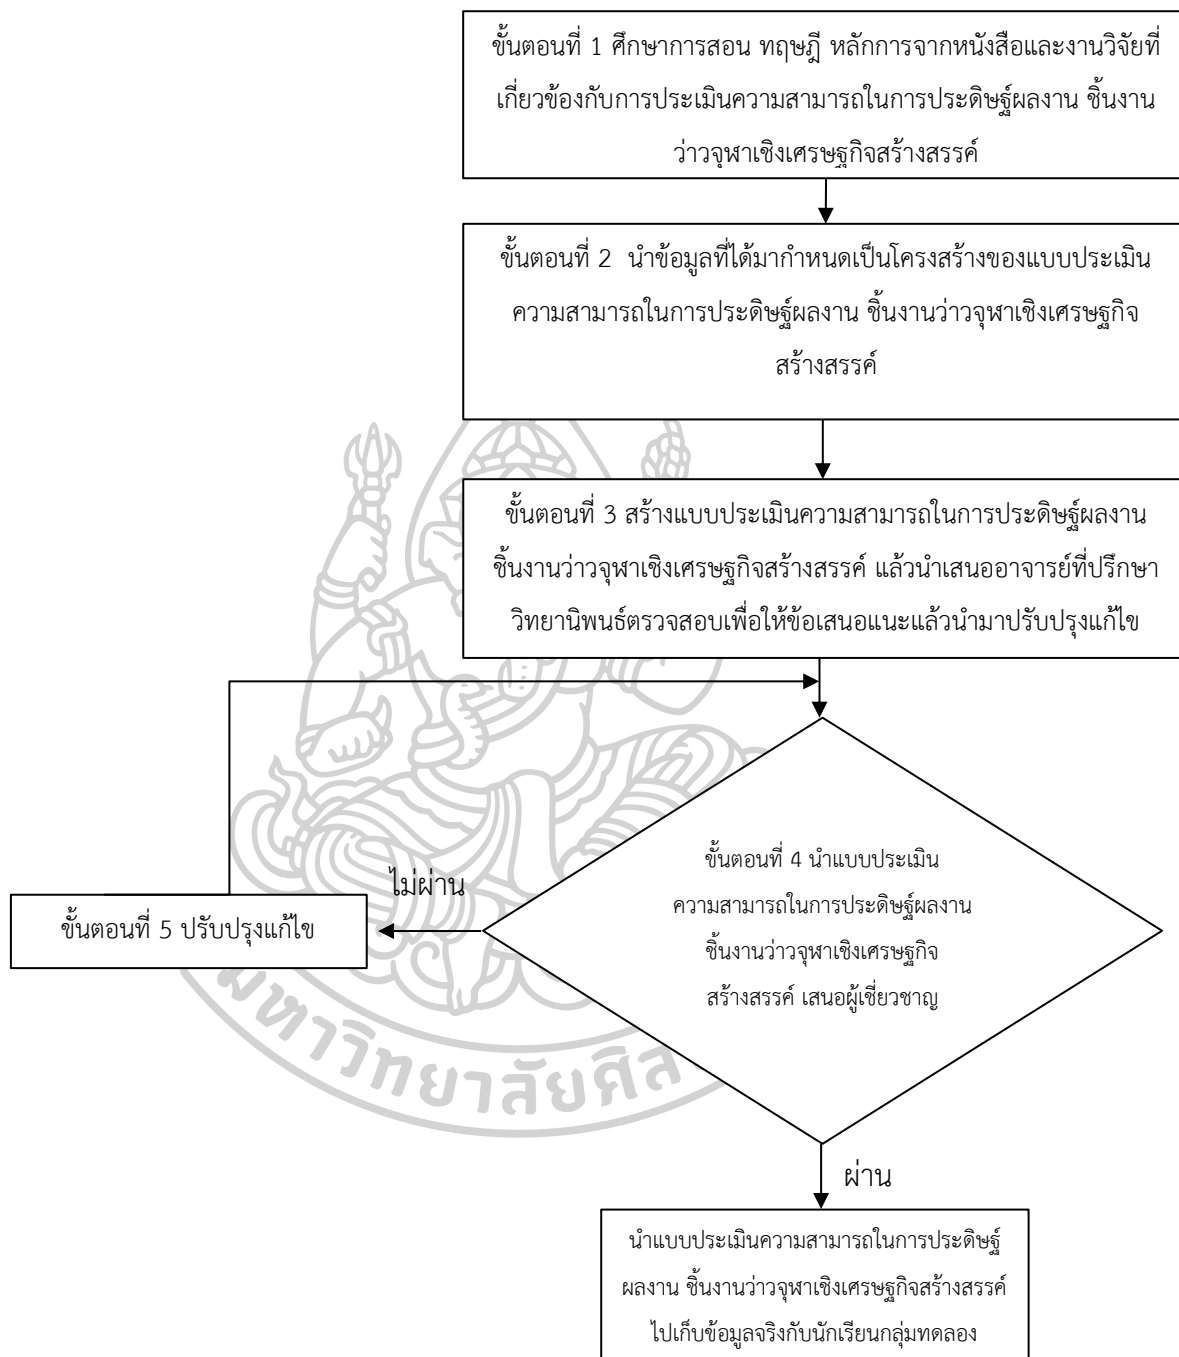 ขั้นตอนที่ 1 ศึกษาการสอน ทฤษฎี หลักการจากหนังสือและงานวิจัยที่
เกี่ยวข้องกับการประเมินความสามารถในการประดิษฐ์ผลงาน ชิ้นงาน
ว่าวจุฬาเชิงเศรษฐกิจสร้างสรรค์
ขั้นตอนที่ 2 นำข้อมูลที่ได้มากำหนดเป็นโครงสร้างของแบบประเมิน
ความสามารถในการประดิษฐ์ผลงาน ชิ้นงานว่าวจุฬาเชิงเศรษฐกิจ
สร้างสรรค์
ขั้นตอนที่ 3 สร้างแบบประเมินความสามารถในการประดิษฐ์ผลงาน
ชิ้นงานว่าวจุฬาเชิงเศรษฐกิจสร้างสรรค์ แล้วนำเสนออาจารย์ที่ปรึกษา
วิทยานิพนธ์ตรวจสอบเพื่อให้ข้อเสนอแนะแล้วนำมาปรับปรุงแก้ไข
ขั้นตอนที่ 4 นำแบบประเมิน
ความสามารถในการประดิษฐ์ผลงาน
ชิ้นงานว่าวจุฬาเชิงเศรษฐกิจ
สร้างสรรค์ เสนอผู้เชี่ยวชาญ
ไม่ผ่าน
ขั้นตอนที่ 5 ปรับปรุงแก้ไข
มหาวิทยาลัยศิล
ผ่าน
นำแบบประเมินความสามารถในการประดิษฐ์
ผลงาน ชิ้นงานว่าวจุฬาเชิงเศรษฐกิจสร้างสรรค์
ไปเก็บข้อมูลจริงกับนักเรียนกลุ่มทดลอง